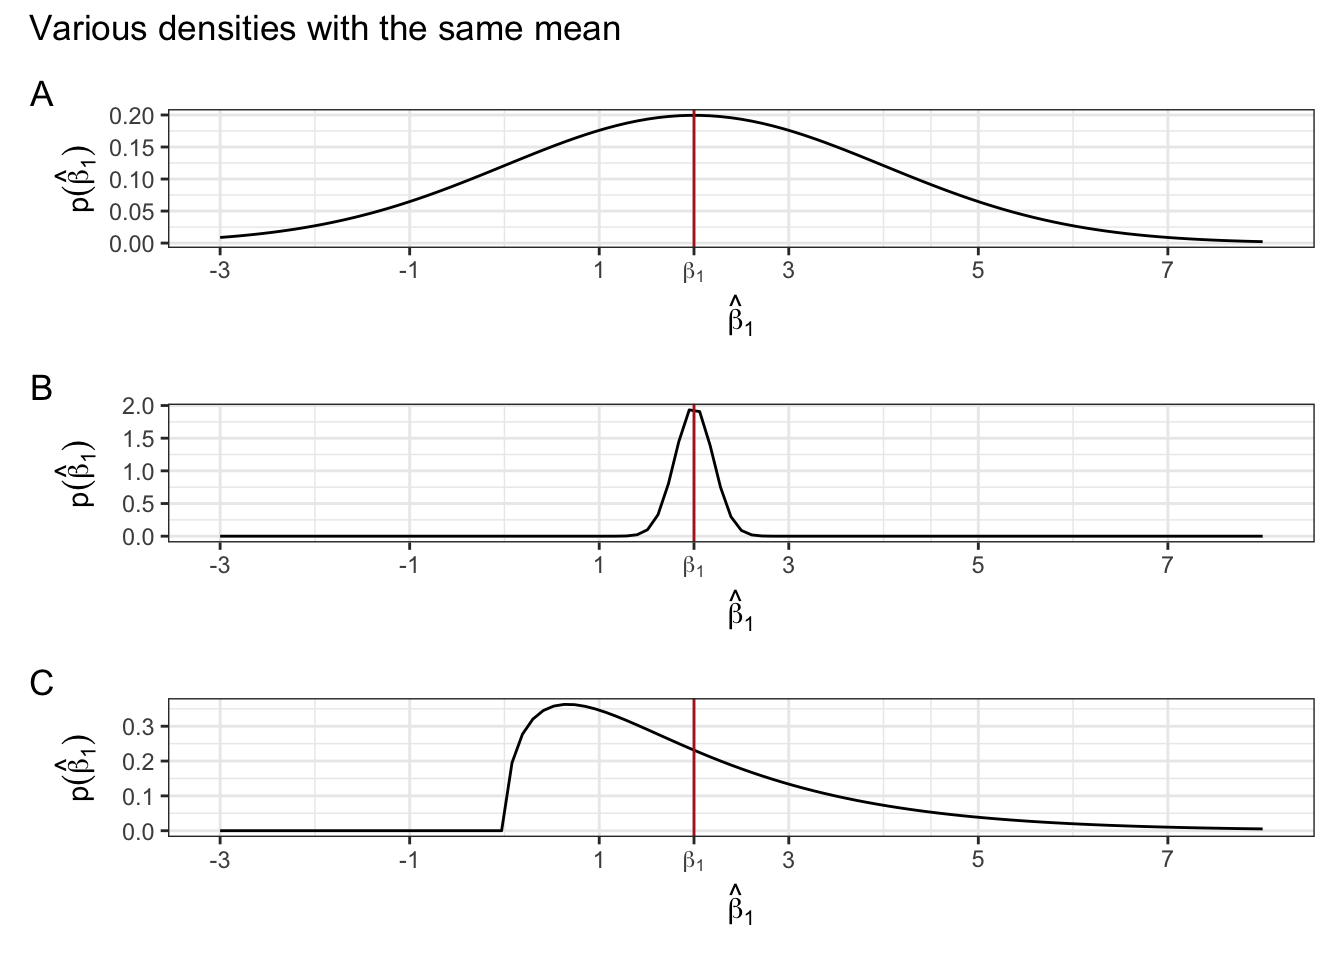 Various densities with the same mean
A
0.20
0.15
0.10
0.05
0.00
p(β̂₁)
-3 -1 1 β₁ 3 5 7
β̂₁
B
2.0
1.5
1.0
0.5
0.0
p(β̂₁)
-3 -1 1 β₁ 3 5 7
β̂₁
C
0.3
0.2
0.1
0.0
p(β̂₁)
-3 -1 1 β₁ 3 5 7
β̂₁